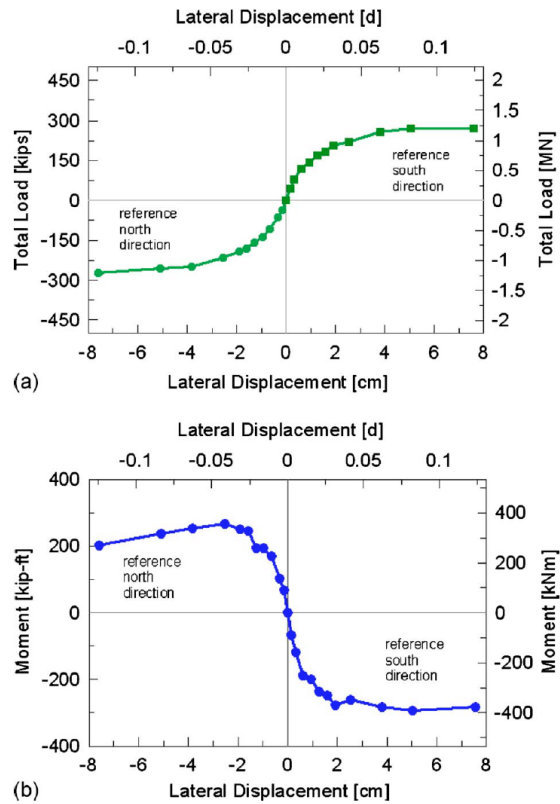 Lateral Displacement [d]
-0.1 -0.05 0 0.05 0.1
450 300 150 0 -150 -300 -450
Total Load [kips]
2 1.5 1 0.5 0 -0.5 -1 -1.5 -2
Total Load [MN]
reference
south
direction
reference
north
direction
-8 -6 -4 -2 0 2 4 6 8
(a) Lateral Displacement [cm]
Lateral Displacement [d]
-0.1 -0.05 0 0.05 0.1
400 200 0 -200 -400
Moment [kip-ft]
400 200 0 -200 -400
Moment [kNm]
reference
north
direction
reference
south
direction
-8 -6 -4 -2 0 2 4 6 8
(b) Lateral Displacement [cm]